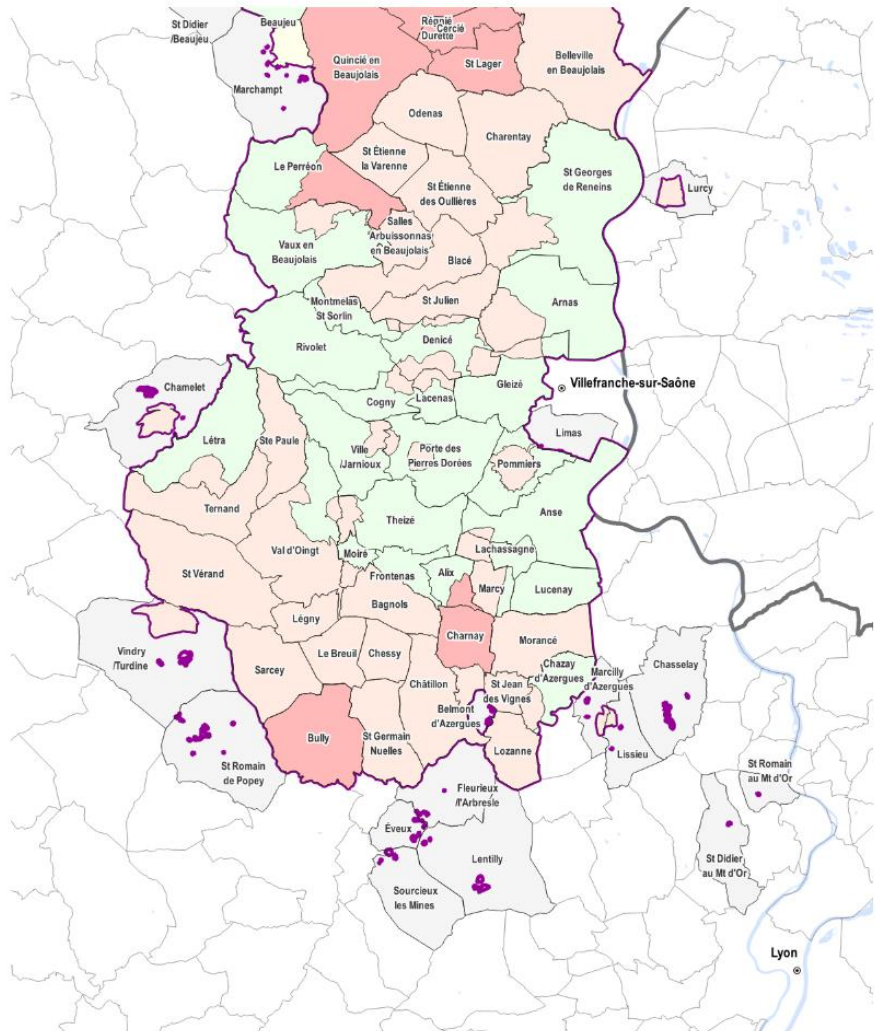 St Didier
/Beaujeu
Beaujeu
Régnié
Durette
Cercié
Quincié en
Beaujolais
St Lager
Belleville
en Beaujolais
Marchampt
Odenas
Charentay
St Étienne
la Varenne
Le Perréon
St Georges
de Reneins
Lurcy
St Étienne
des Oullières
Salles
Arbuissonnas
en Beaujolais
Vaux en
Beaujolais
Blacé
Montmelas
St Sorlin
St Julien
Arnas
Rivolet
Denicé
Chamelet
Gleizé
Villefranche-sur-Saône
Cogny
Lacenas
Limas
Létra
Ste Paule
Ville
/Jarnioux
Porte des
Pierres Dorées
Pommiers
Ternand
Theizé
Anse
Val d'Oingt
Moiré
Lachassagne
St Vérand
Frontenas
Alix
Marcy
Lucenay
Bagnols
Légny
Charnay
Morancé
Vindry
/Turdine
Sarcey
Le Breuil
Chessy
Châtillon
St Jean
des Vignes
Chazay
d'Azergues
Marcilly
d'Azergues
Chasselay
Belmont
d'Azergues
Bully
St Germain
Nuelles
Lozanne
Lissieu
St Romain
de Popey
St Romain
au Mt d'Or
Fleurieux
/l'Arbresle
Éveux
Lentilly
St Didier
au Mt d'Or
Sourcieux
les Mines
Lyon